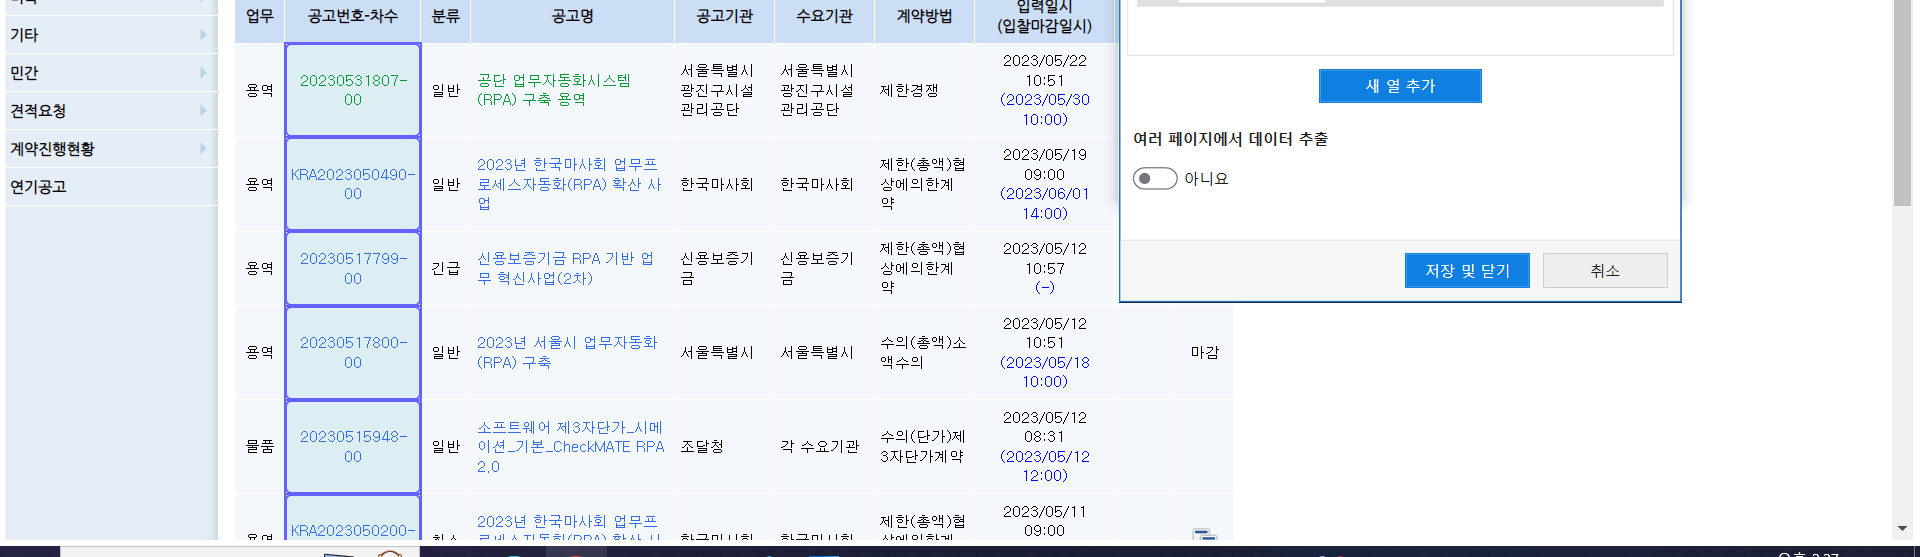 기타
민간
견적요청
계약진행현황
연기공고
업무 공고번호-차수 분류 공고명 공고기관 수요기관 계약방법 입력일시
(입찰마감일시)
용역
20230531807-
00
일반
공단 업무자동화시스템
(RPA) 구축 용역
서울특별시
광진구시설
관리공단
서울특별시
광진구시설
관리공단
제한경쟁
2023/05/22
10:51
(2023/05/30
10:00)
용역
KRA2023050490-
00
일반
2023년 한국마사회 업무프
로세스자동화(RPA) 확산 사
업
한국마사회
한국마사회
제한(총액)협
상에의한계
약
2023/05/19
09:00
(2023/06/01
14:00)
용역
20230517799-
00
긴급
신용보증기금 RPA 기반 업
무 혁신사업(2차)
신용보증기
금
신용보증기
금
제한(총액)협
상에의한계
약
2023/05/12
10:57
(-)
용역
20230517800-
00
일반
2023년 서울시 업무자동화
(RPA) 구축
서울특별시
서울특별시
수의(총액)소
액수의
2023/05/12
10:51
(2023/05/18
10:00)
마감
물품
20230515948-
00
일반
소프트웨어 제3자단가_시메
이션_기본_CheckMATE RPA
2.0
조달청
각 수요기관
수의(단가)제
3자단가계약
2023/05/12
08:31
(2023/05/12
12:00)
KRA2023050200-
2023년 한국마사회 업무프
제한(총액)협
2023/05/11
09:00
새 열 추가
여러 페이지에서 데이터 추출
아니요
저장 및 닫기
취소